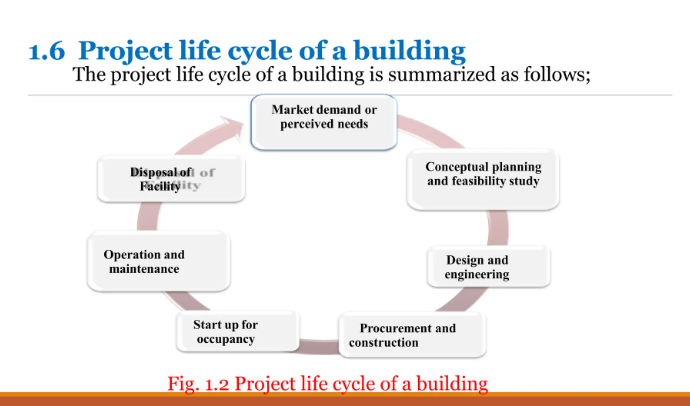 1.6 Project life cycle of a building
The project life cycle of a building is summarized as follows;
Market demand or
perceived needs
Conceptual planning
and feasibility study
Design and
engineering
Procurement and
construction
Start up for
occupancy
Operation and
maintenance
Disposal of
Facility
Fig. 1.2 Project life cycle of a building